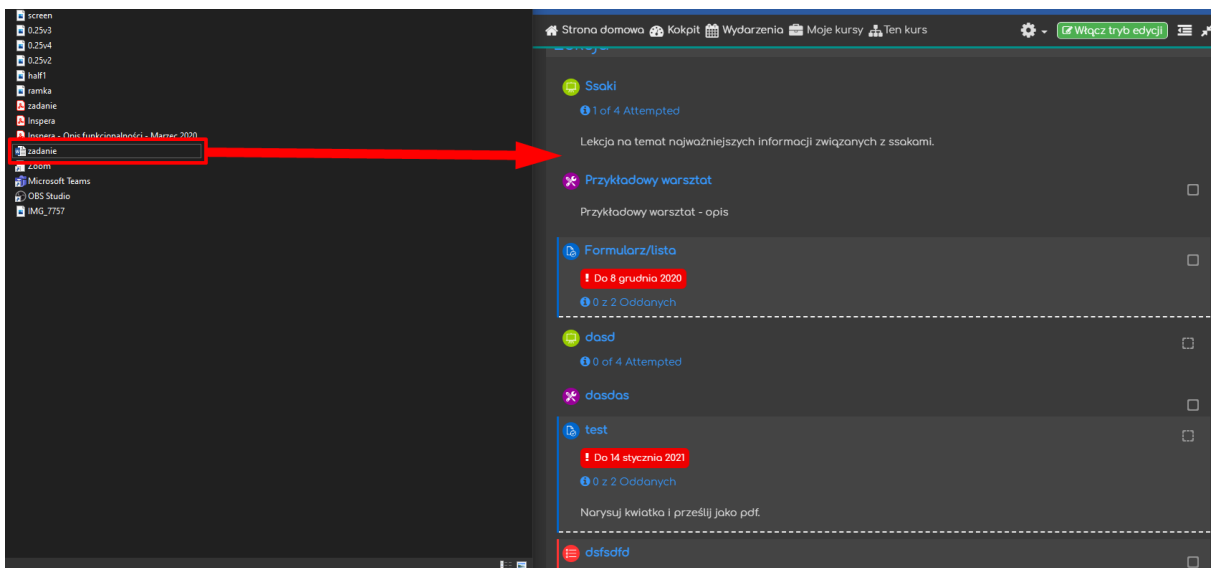 screen
0.25v3
0.25v4
0.25v2
half1
ramka
zadanie
Inspera
Inspera - Opis funkcjonalności - Marzec 2020
zadanie
Zoom
Microsoft Teams
OBS Studio
IMG_7757
Strona domowa Kokpit Wydarzenia Moje kursy Ten kurs Włącz tryb edycji
Ssaki
1 of 4 Attempted
Lekcja na temat najważniejszych informacji związanych z ssakami.
Przykładowy warsztat
Przykładowy warsztat - opis
Formularz/lista
Do 8 grudnia 2020
0 z 2 Oddanych
dasd
0 of 4 Attempted
dasdas
test
Do 14 stycznia 2021
0 z 2 Oddanych
Narysuj kwiatka i prześlij jako pdf.
dsfsdfd